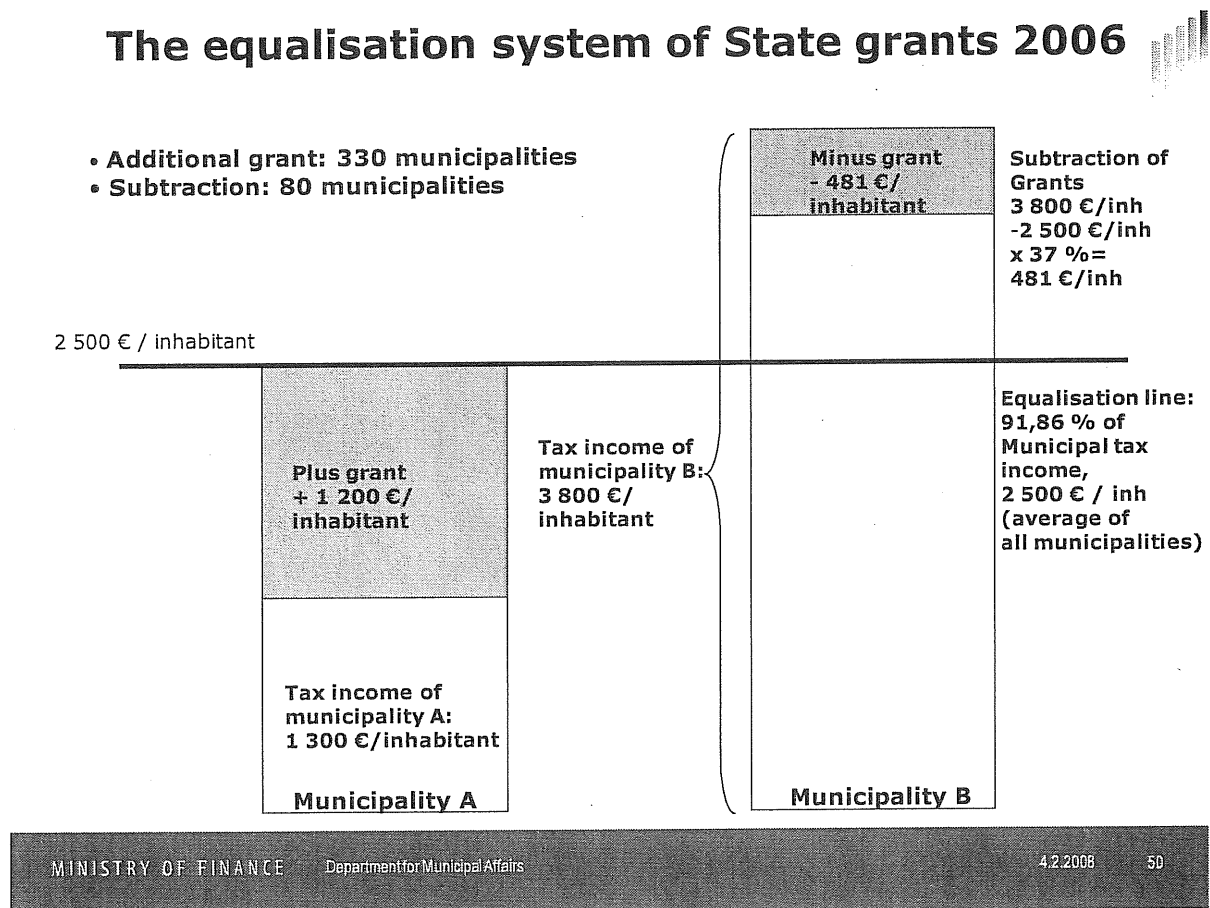 The equalisation system of State grants 2006
• Additional grant: 330 municipalities
• Subtraction: 80 municipalities
Minus grant
- 481 €/
inhabitant
Subtraction of
Grants
3 800 €/inh
-2 500 €/inh
x 37 %=
481 €/inh
2 500 € / inhabitant
Plus grant
+ 1 200 €/
inhabitant
Tax income of
municipality B:
3 800 €/
inhabitant
Equalisation line:
91,86 % of
Municipal tax
income,
2 500 € / inh
(average of
all municipalities)
Tax income of
municipality A:
1 300 €/inhabitant
Municipality A
Municipality B
MINISTRY OF FINANCE
Department for Municipal Affairs
4.2.2008
50